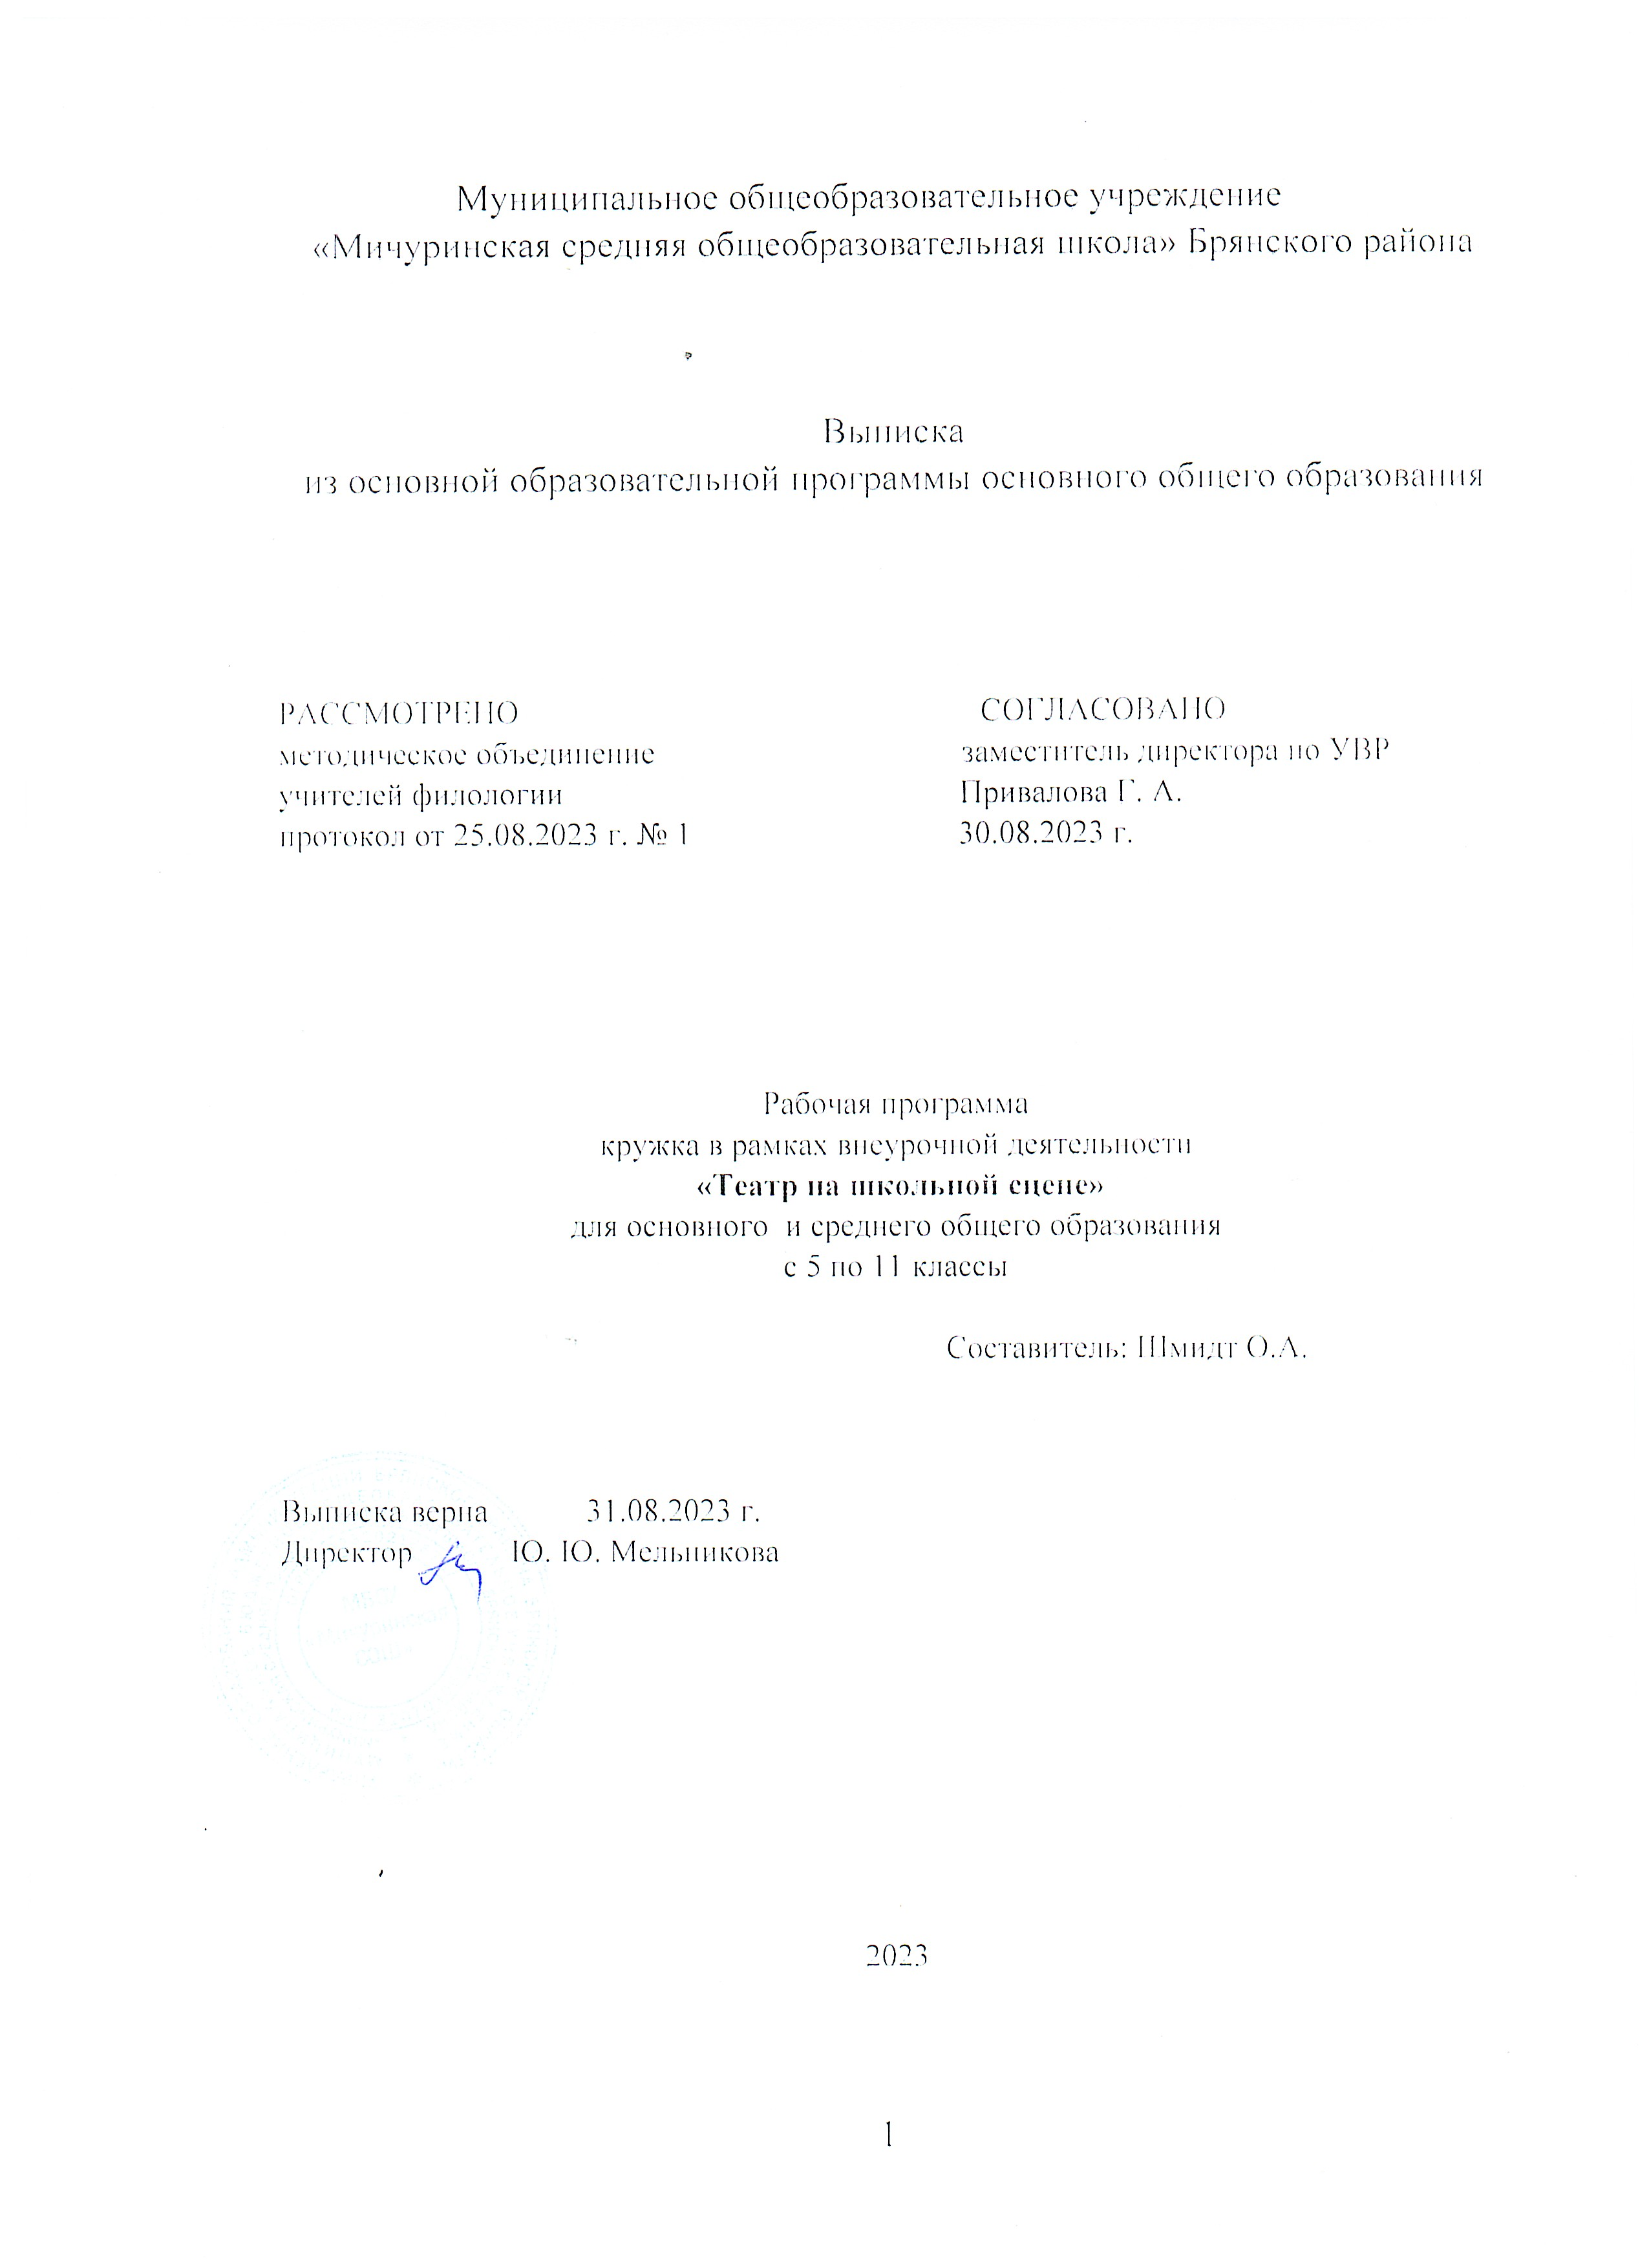 Муниципальное общеобразовательное учреждение
«Мичуринская средняя общеобразовательная школа» Брянского района
Выписка
из основной образовательной программы основного общего образования
РАССМОТРЕНО
методическое объединение
учителей филологии
протокол от 25.08.2023 г. № 1
СОГЛАСОВАНО
заместитель директора по УВР
Привалова Г. А.
30.08.2023 г.
Рабочая программа
кружка в рамках внеурочной деятельности
«Театр на школьной сцене»
для основного и среднего общего образования
с 5 по 11 классы
Составитель: Шмидт О.А.
Выписка верна 31.08.2023 г.
Директор Ю. Ю. Мельникова
2023
1